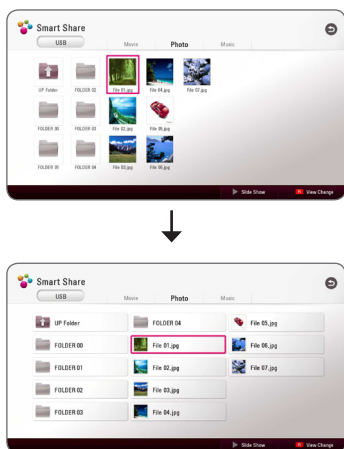 Smart Share
USB Movie Photo Music
UP Folder FOLDER 02 File 01.jpg File 04.jpg File 07.jpg
FOLDER 00 FOLDER 03 File 02.jpg File 05.jpg
FOLDER 01 FOLDER 04 File 03.jpg File 06.jpg
Slide Show R View Change
Smart Share
USB Movie Photo Music
UP Folder FOLDER 04 File 05.jpg
FOLDER 00 File 01.jpg File 06.jpg
FOLDER 01 File 02.jpg File 07.jpg
FOLDER 02 File 03.jpg
FOLDER 03 File 04.jpg
Slide Show R View Change